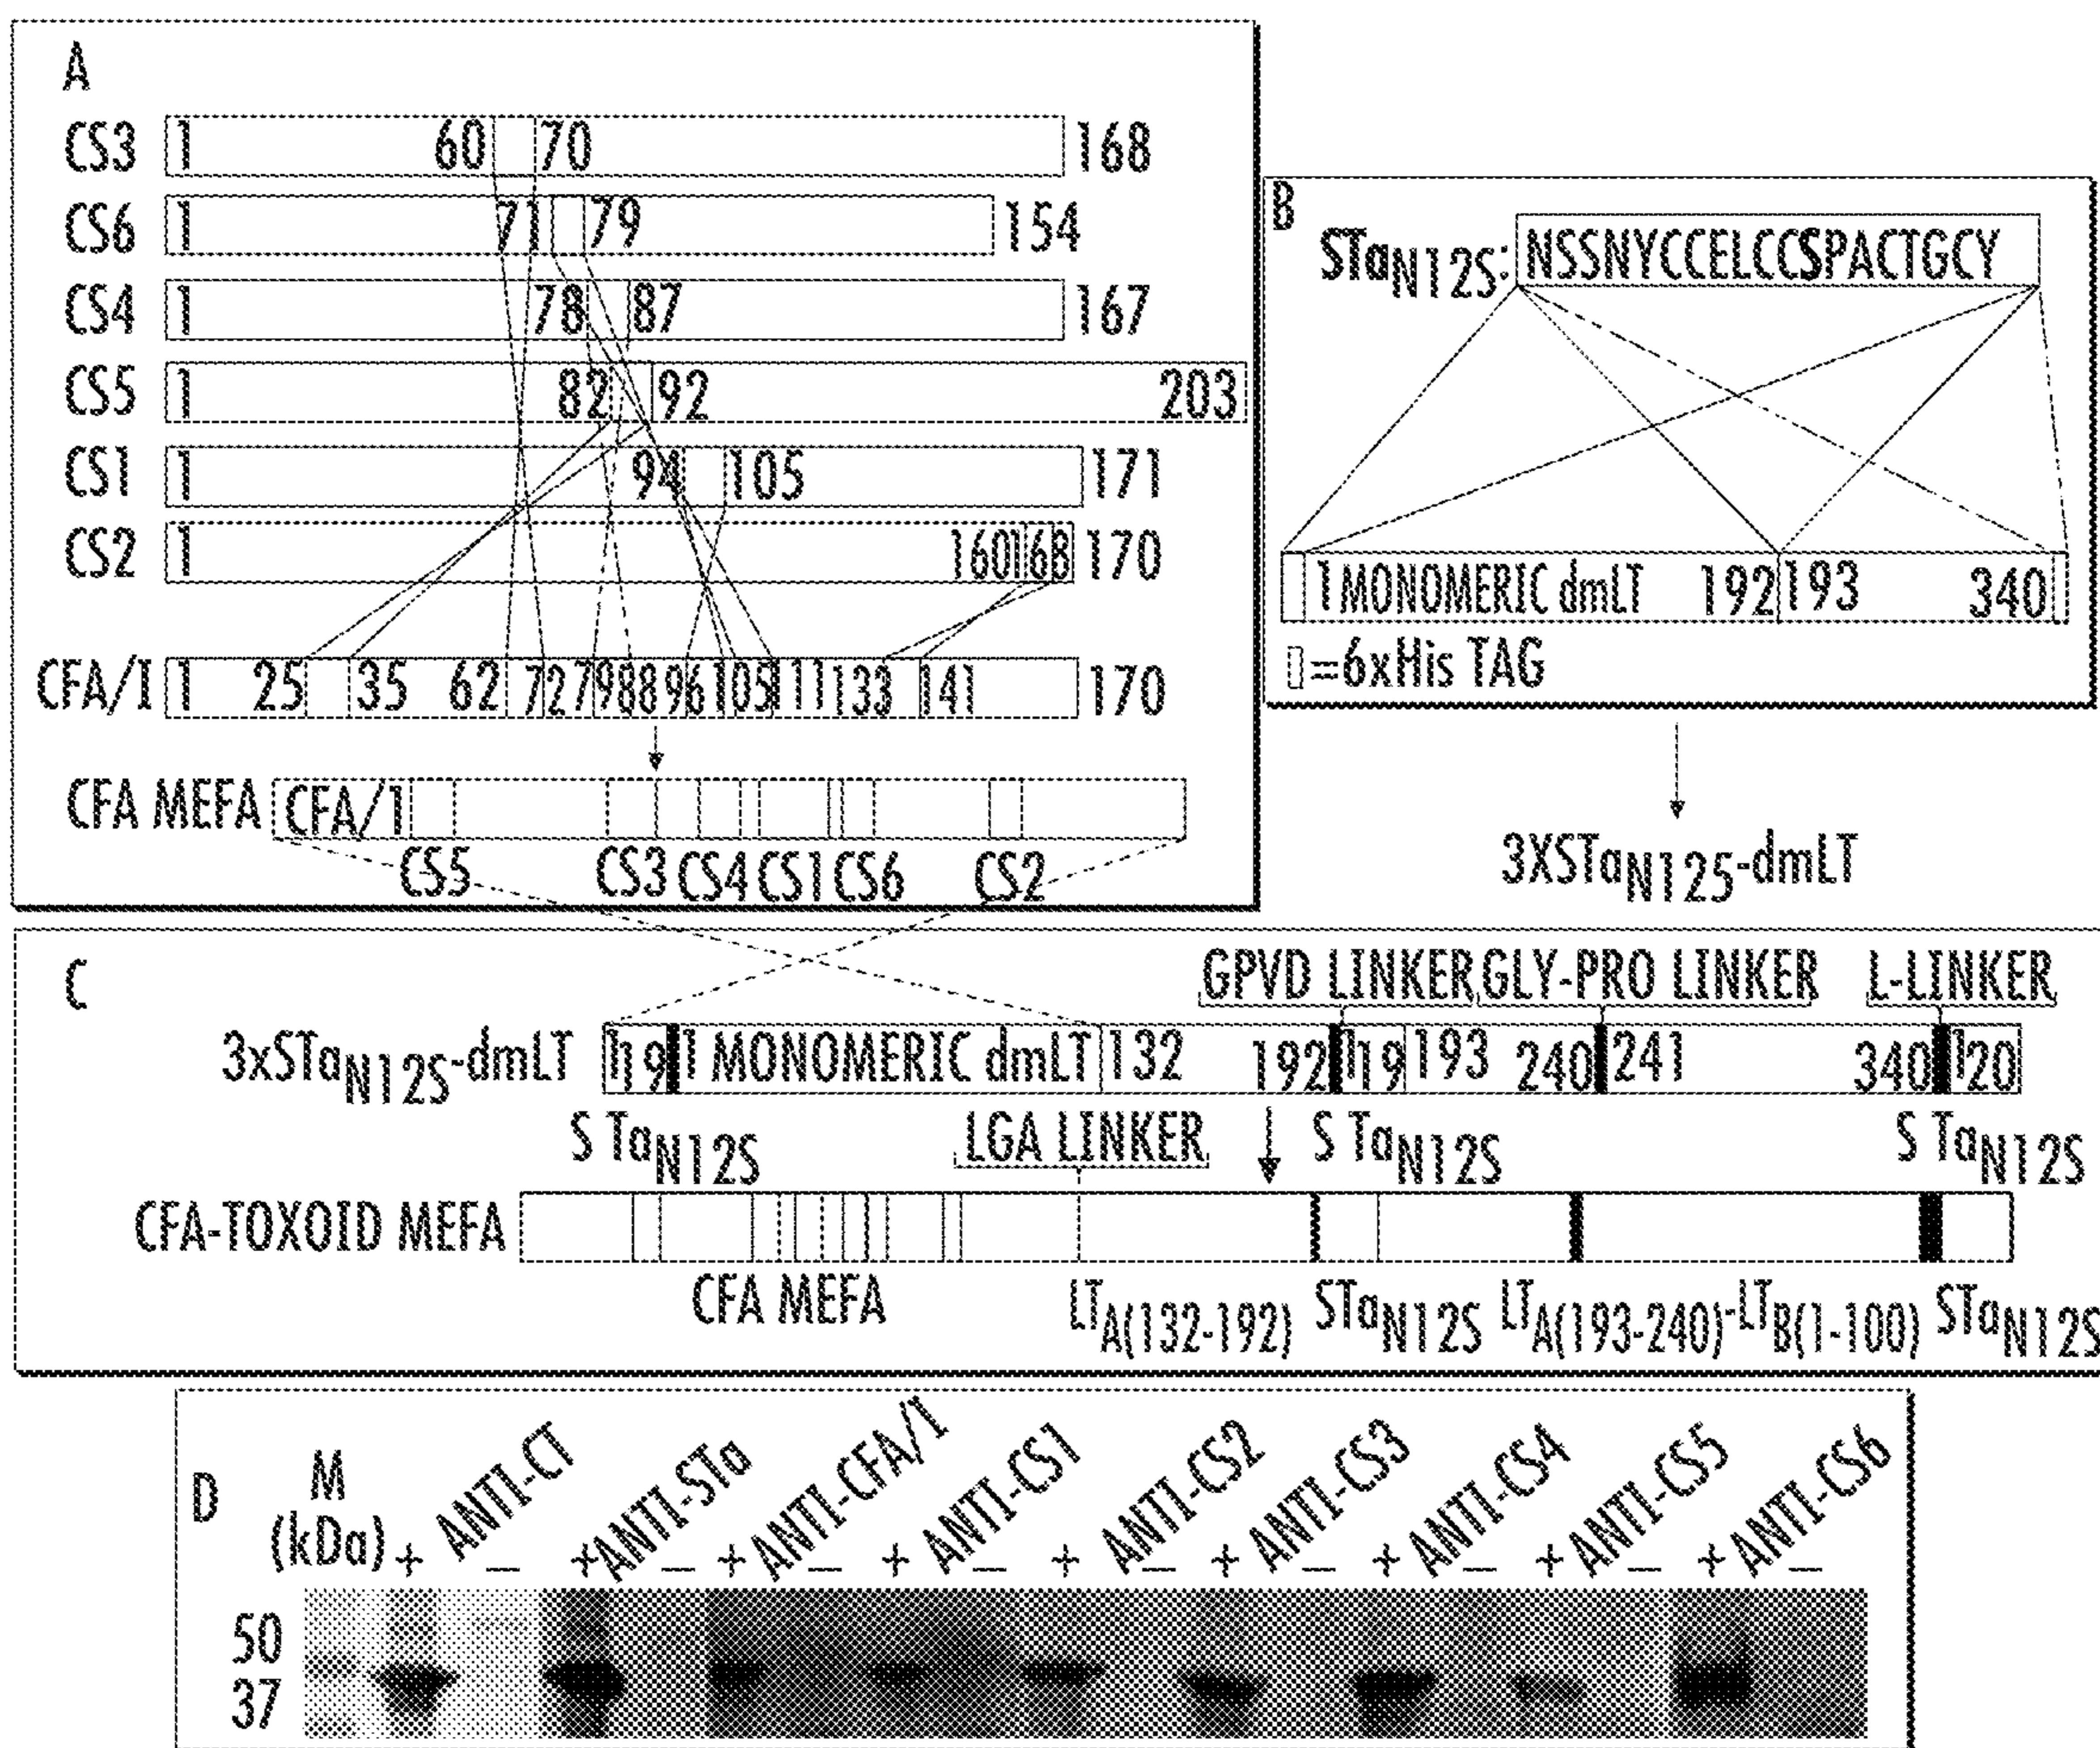 A
CS3 1 60 70 168
CS6 1 71 79 154
CS4 1 78 87 167
CS5 1 82 92 203
CS1 1 94 105 171
CS2 1 160 168 170
CFA/I 1 25 35 62 72 79 88 96 105 111 133 141 170
CFA MEFA CFA/I
CS5 CS3 CS4 CS1 CS6 CS2
B
STaN12S: NSSNYCCELCCSPACTGCY
1 MONOMERIC dmLT 192 193 340
=6xHis TAG
3XSTaN125-dmLT
C
GPVD LINKER GLY-PRO LINKER L-LINKER
3xSTaN12S-dmLT 1 19 1 MONOMERIC dmLT 132 192 1 19 193 240 241 340 1 20
S TaN12S LGA LINKER S TaN12S S TaN12S
CFA-TOXOID MEFA
CFA MEFA LTA(132-192) STaN12S LTA(193-240)-LTB(1-100) STaN12S
D
M
(kDa)
ANTI-CT ANTI-STa ANTI-CFA/I ANTI-CS1 ANTI-CS2 ANTI-CS3 ANTI-CS4 ANTI-CS5 ANTI-CS6
+ – + – + – + – + – + – + – + – + –
50
37